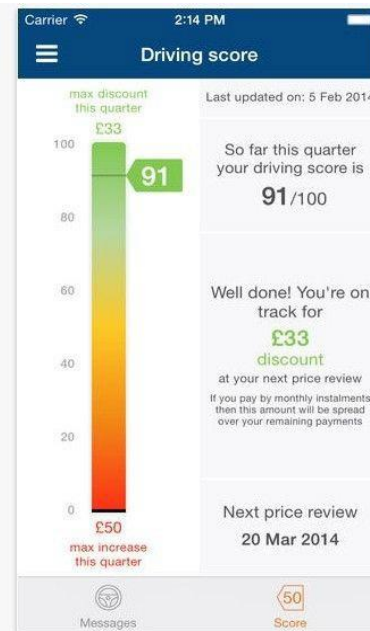 Carrier 2:14 PM
Driving score
max discount
this quarter
£33
100
91
80
60
40
20
0
£50
max increase
this quarter
Last updated on: 5 Feb 2014
So far this quarter
your driving score is
91/100
Well done! You're on
track for
£33
discount
at your next price review
If you pay by monthly instalments
then this amount will be spread
over your remaining payments
Next price review
20 Mar 2014
Messages
50
Score